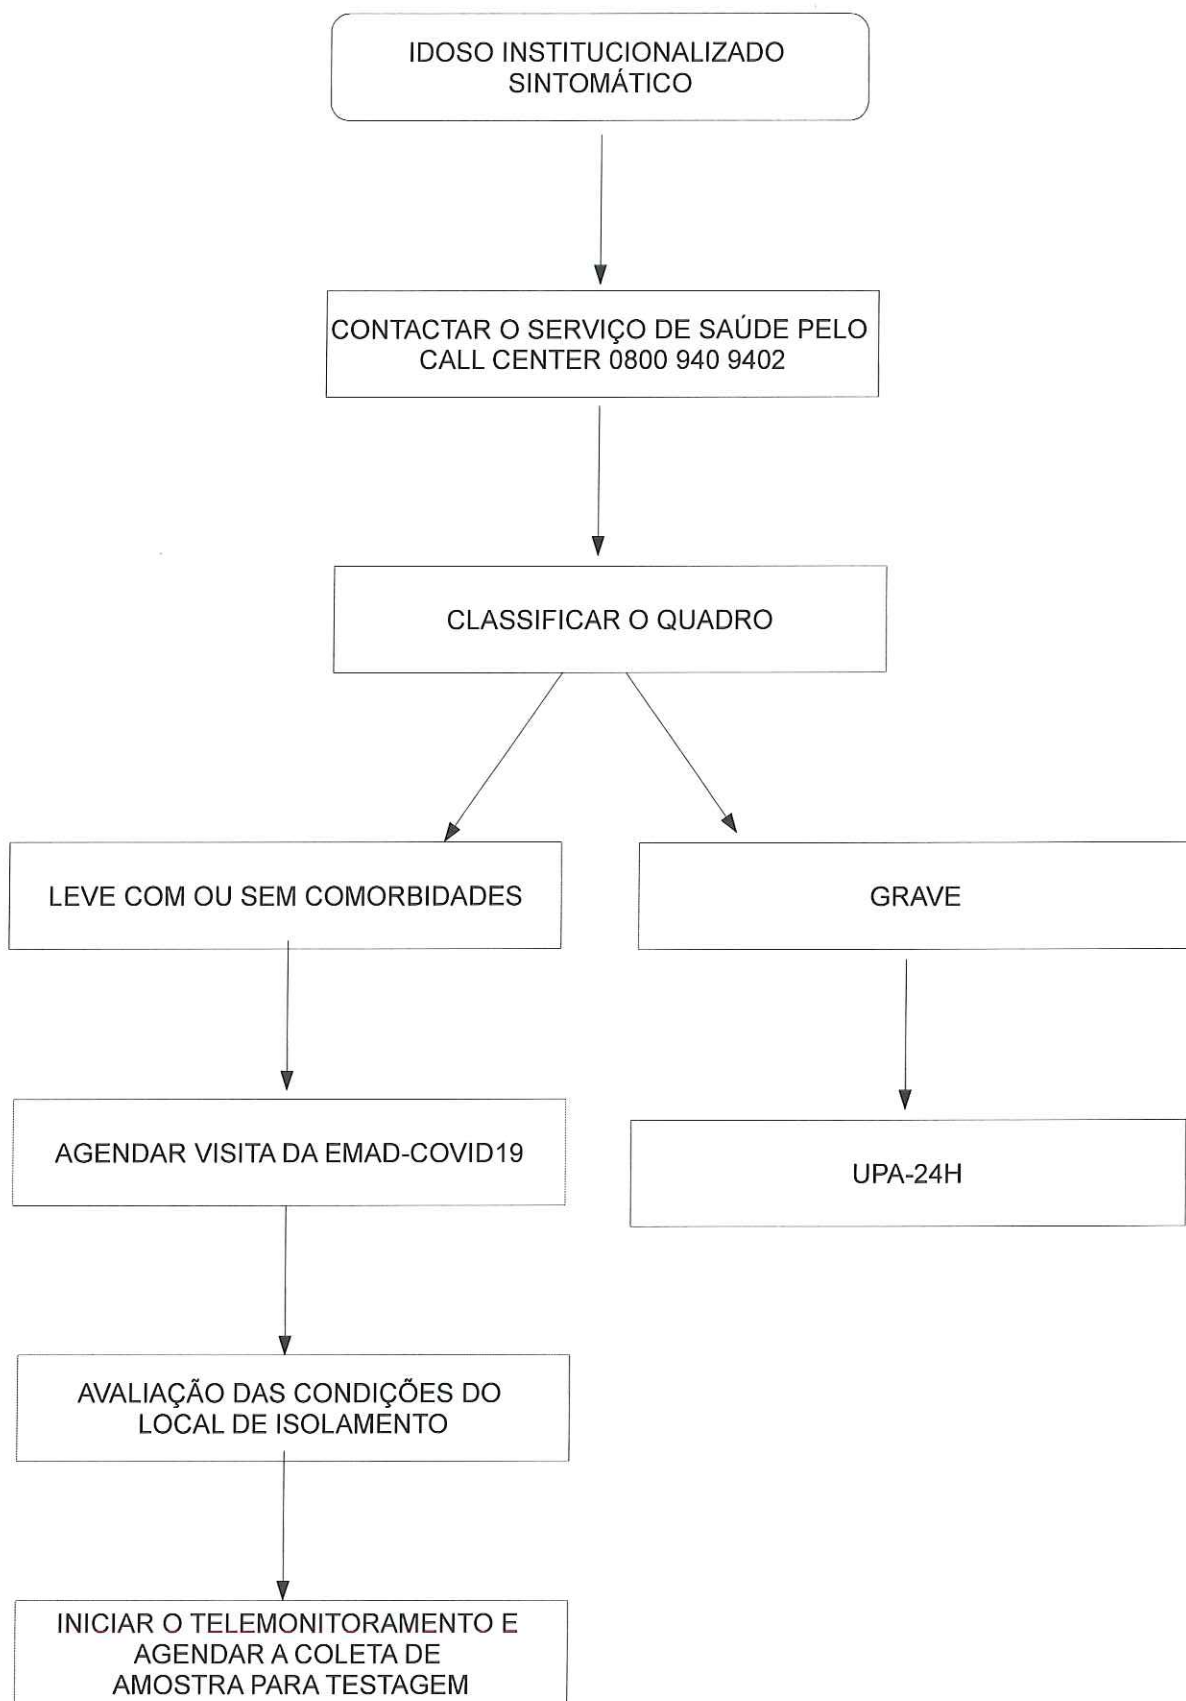 IDOSO INSTITUCIONALIZADO
SINTOMÁTICO
CONTACTAR O SERVIÇO DE SAÚDE PELO
CALL CENTER 0800 940 9402
CLASSIFICAR O QUADRO
LEVE COM OU SEM COMORBIDADES
GRAVE
AGENDAR VISITA DA EMAD-COVID19
UPA-24H
AVALIAÇÃO DAS CONDIÇÕES DO
LOCAL DE ISOLAMENTO
INICIAR O TELEMONITORAMENTO E
AGENDAR A COLETA DE
AMOSTRA PARA TESTAGEM